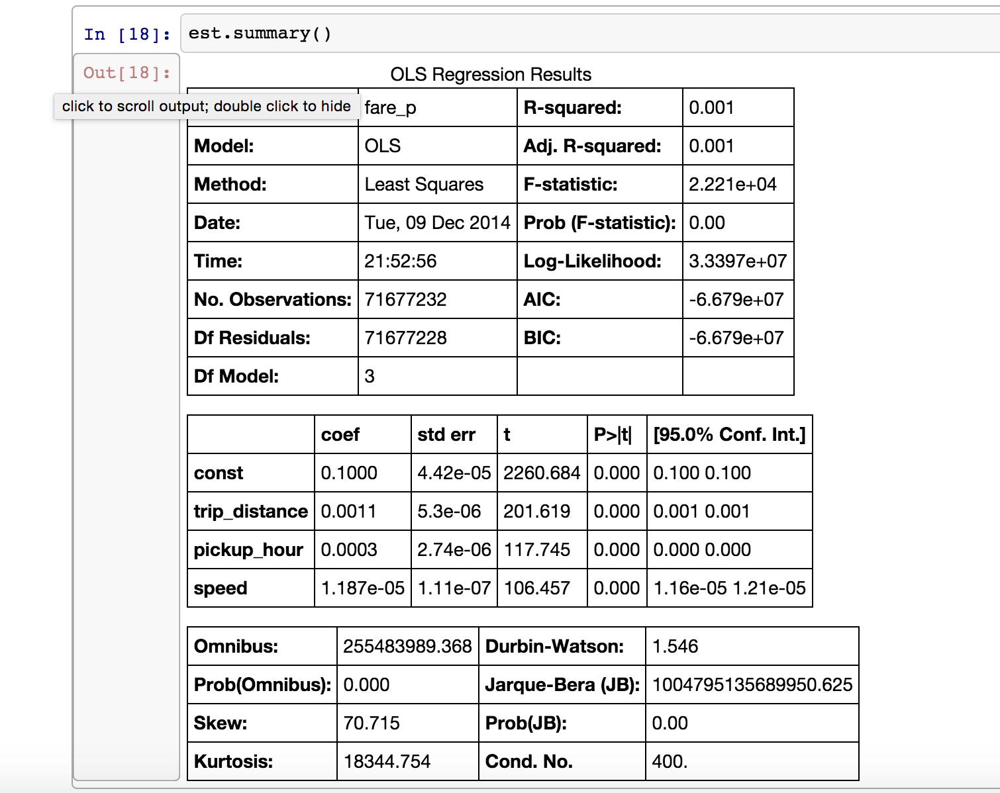 In [18]: est.summary()
Out[18]:
OLS Regression Results
click to scroll output; double click to hide fare_p R-squared: 0.001
Model: OLS Adj. R-squared: 0.001
Method: Least Squares F-statistic: 2.221e+04
Date: Tue, 09 Dec 2014 Prob (F-statistic): 0.00
Time: 21:52:56 Log-Likelihood: 3.3397e+07
No. Observations: 71677232 AIC: -6.679e+07
Df Residuals: 71677228 BIC: -6.679e+07
Df Model: 3
coef std err t P>|t| [95.0% Conf. Int.]
const 0.1000 4.42e-05 2260.684 0.000 0.100 0.100
trip_distance 0.0011 5.3e-06 201.619 0.000 0.001 0.001
pickup_hour 0.0003 2.74e-06 117.745 0.000 0.000 0.000
speed 1.187e-05 1.11e-07 106.457 0.000 1.16e-05 1.21e-05
Omnibus: 255483989.368 Durbin-Watson: 1.546
Prob(Omnibus): 0.000 Jarque-Bera (JB): 1004795135689950.625
Skew: 70.715 Prob(JB): 0.00
Kurtosis: 18344.754 Cond. No. 400.